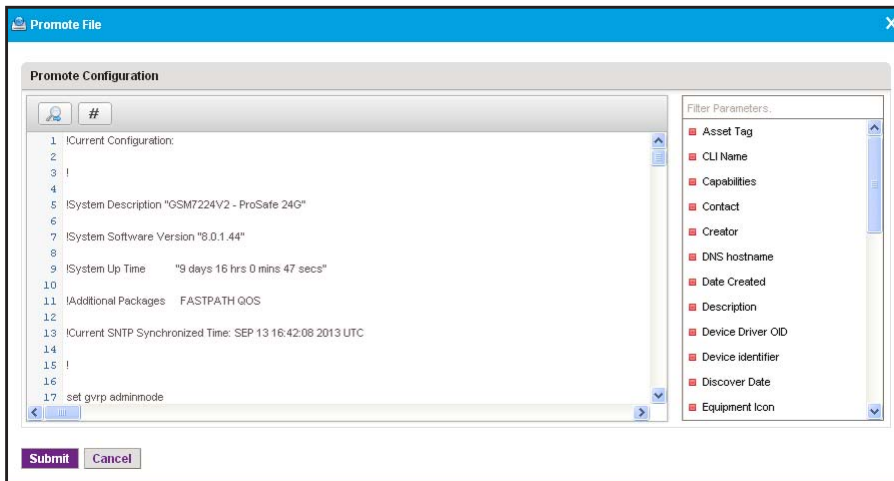 Promote File
X
Promote Configuration
#
1 !Current Configuration:
2
3 !
4
5 !System Description "GSM7224V2 - ProSafe 24G"
6
7 !System Software Version "8.0.1.44"
8
9 !System Up Time "9 days 16 hrs 0 mins 47 secs"
10
11 !Additional Packages FASTPATH QOS
12
13 !Current SNTP Synchronized Time: SEP 13 16:42:08 2013 UTC
14
15 !
16
17 set gvrp adminmode
Filter Parameters.
Asset Tag
CLI Name
Capabilities
Contact
Creator
DNS hostname
Date Created
Description
Device Driver OID
Device identifier
Discover Date
Equipment Icon
Submit
Cancel